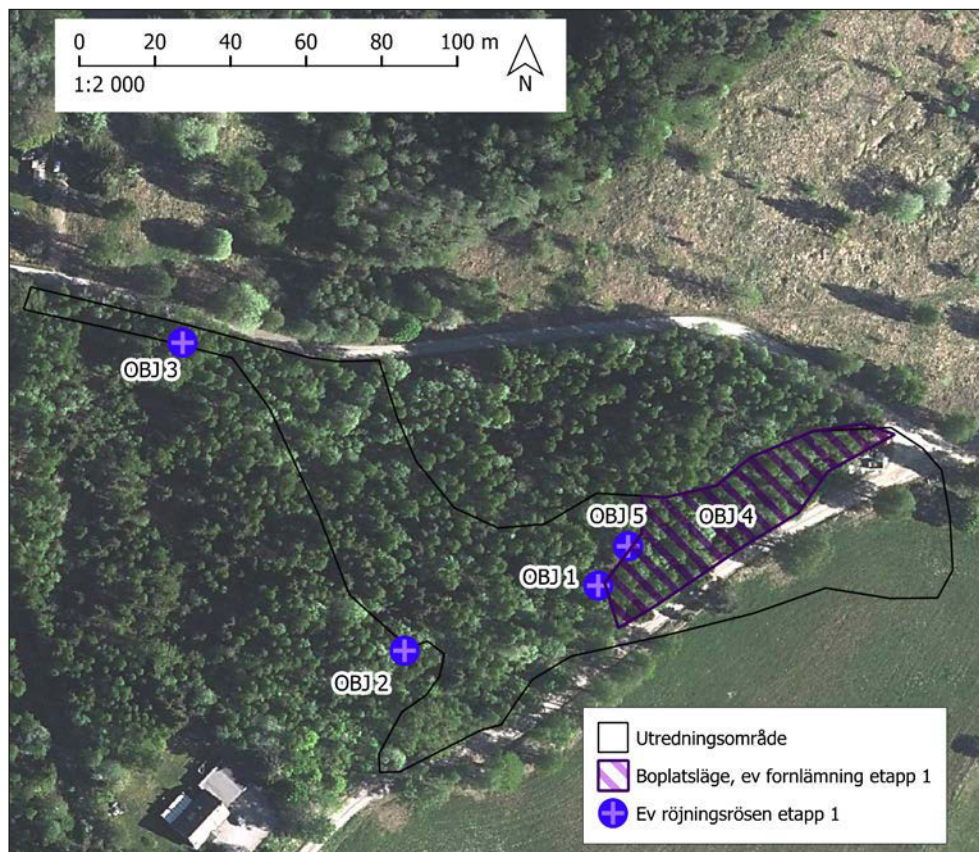 0 20 40 60 80 100 m
1:2 000
N
OBJ 3
OBJ 5
OBJ 4
OBJ 1
OBJ 2
Utredningsområde
Boplatsläge, ev fornlämning etapp 1
Ev röjningsrösen etapp 1